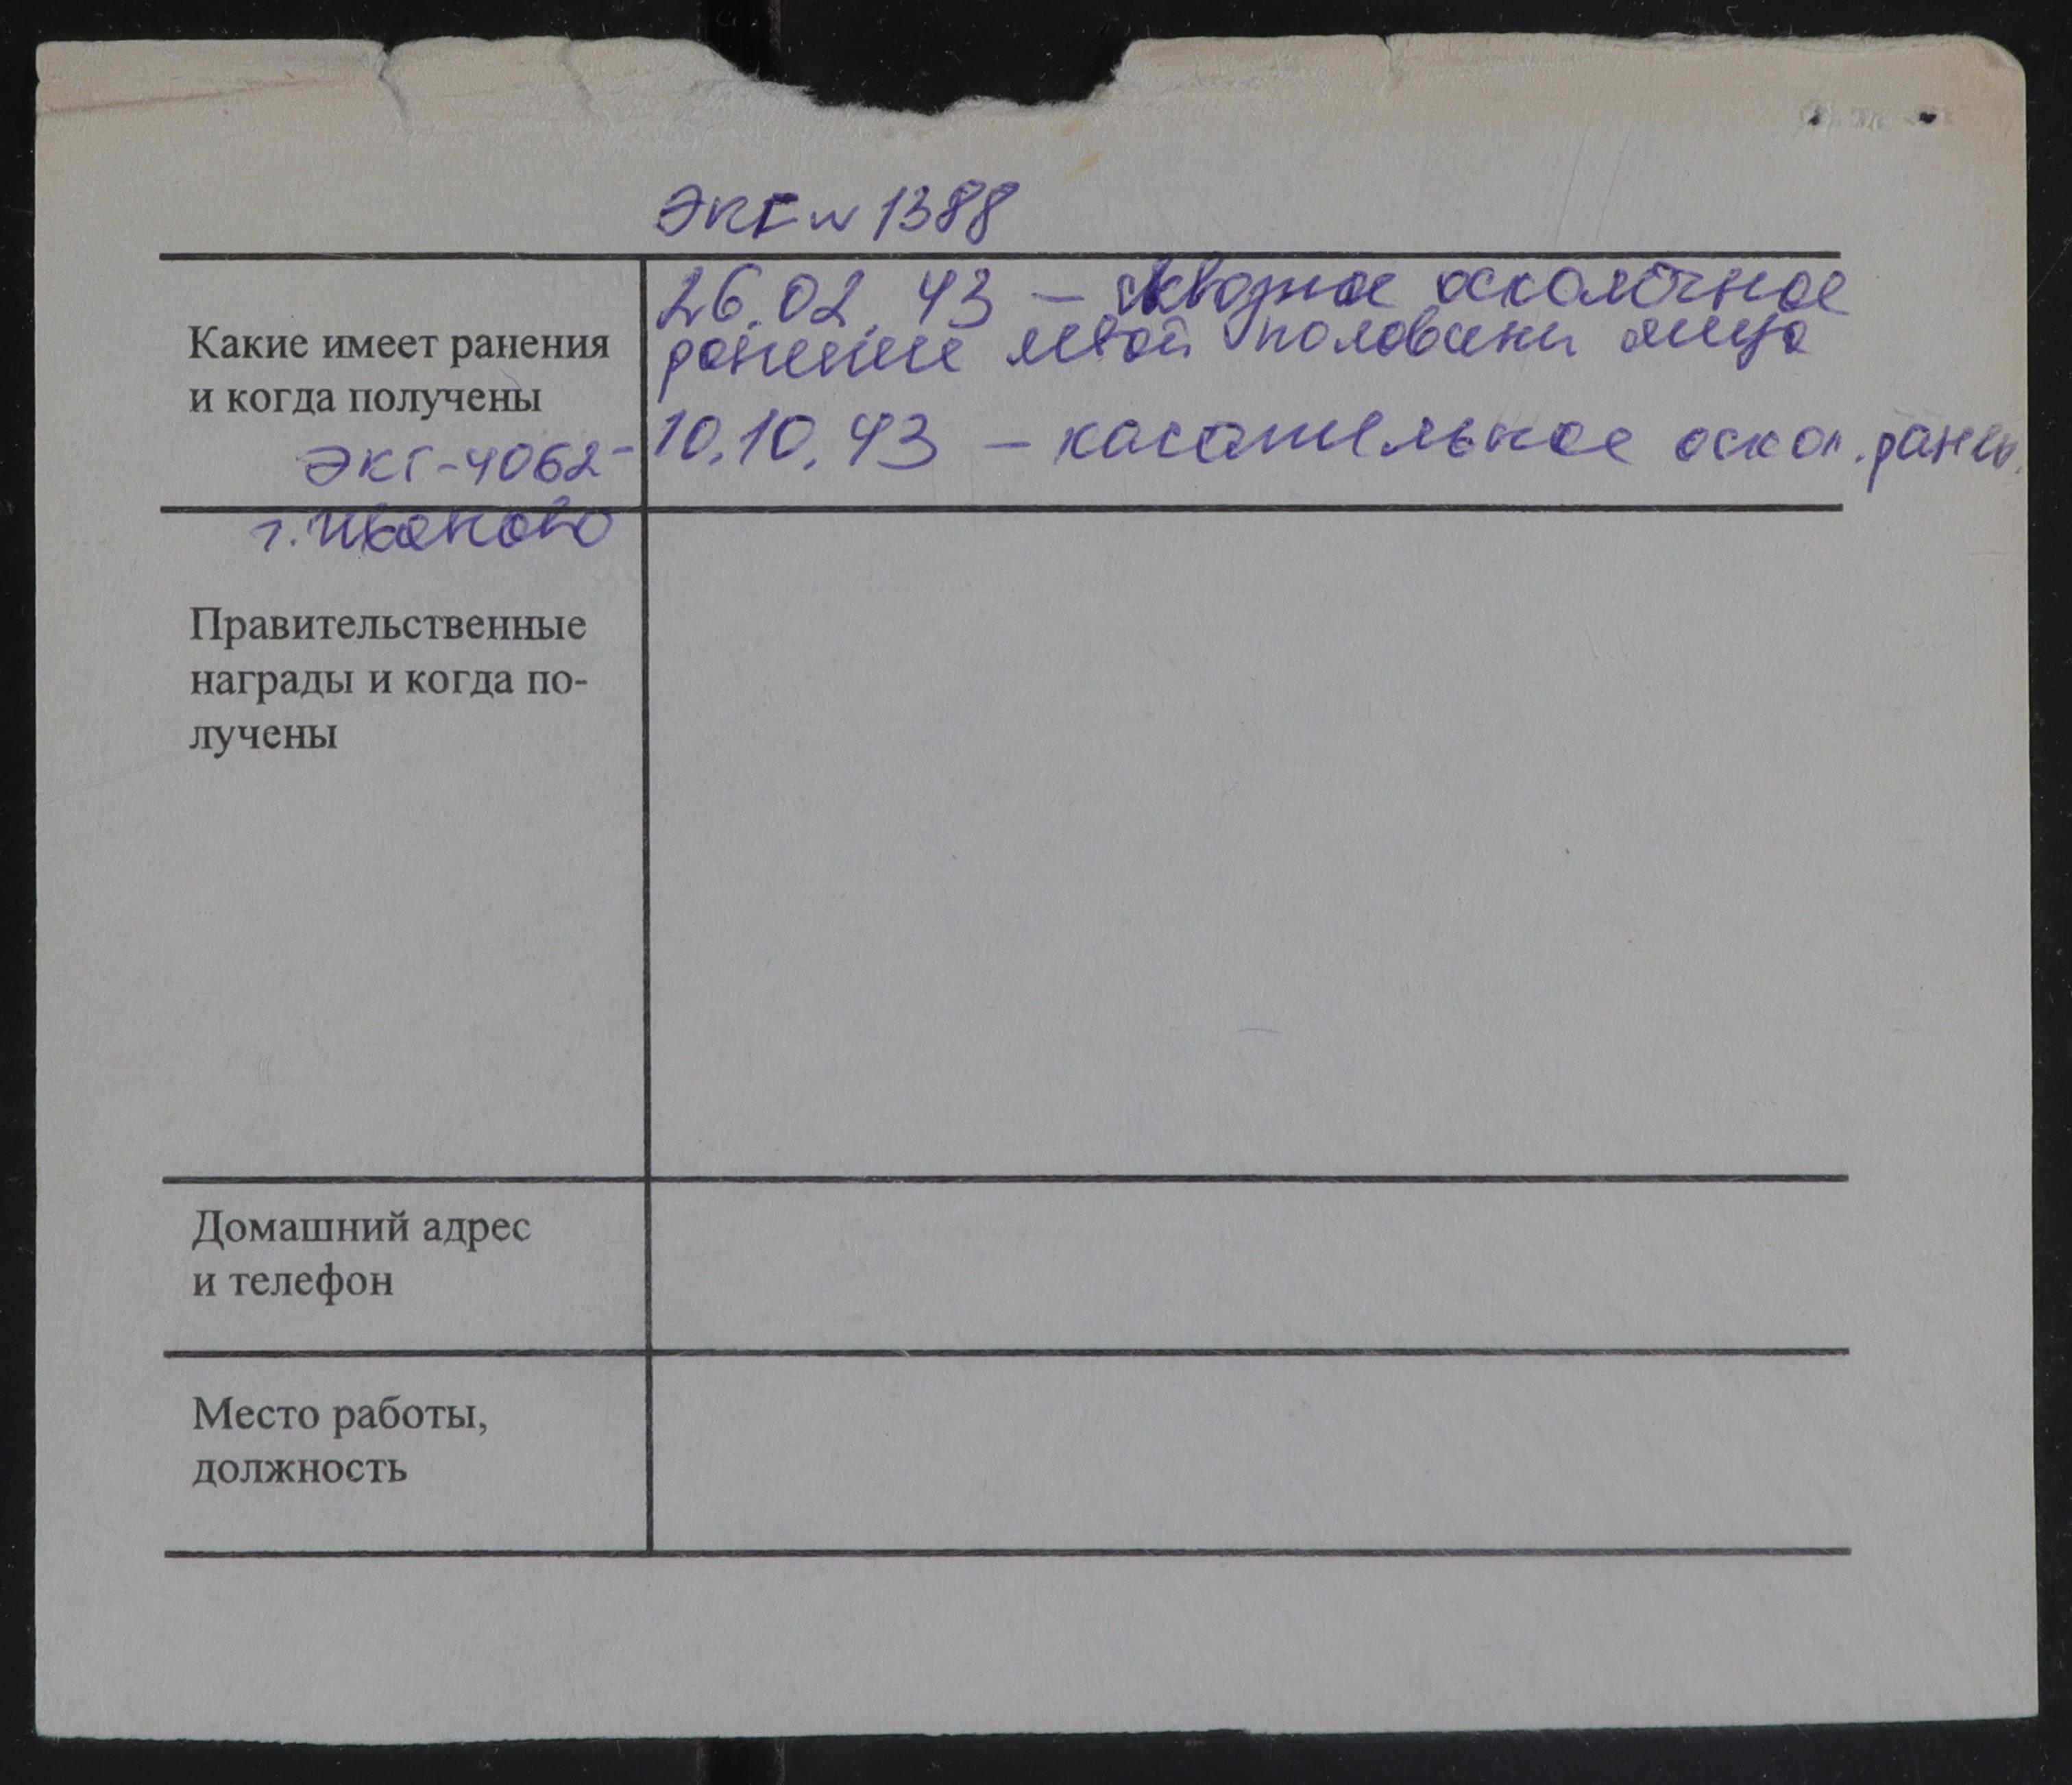 ЭКГ № 1388
Какие имеет ранения
и когда получены
26.02.43 – сквозное осколочное
ранение левой половины лица
ЭКГ-4062-
10.10.43 – касательное оскол. ранен.
г. Иваново
Правительственные
награды и когда по-
лучены
Домашний адрес
и телефон
Место работы,
должность